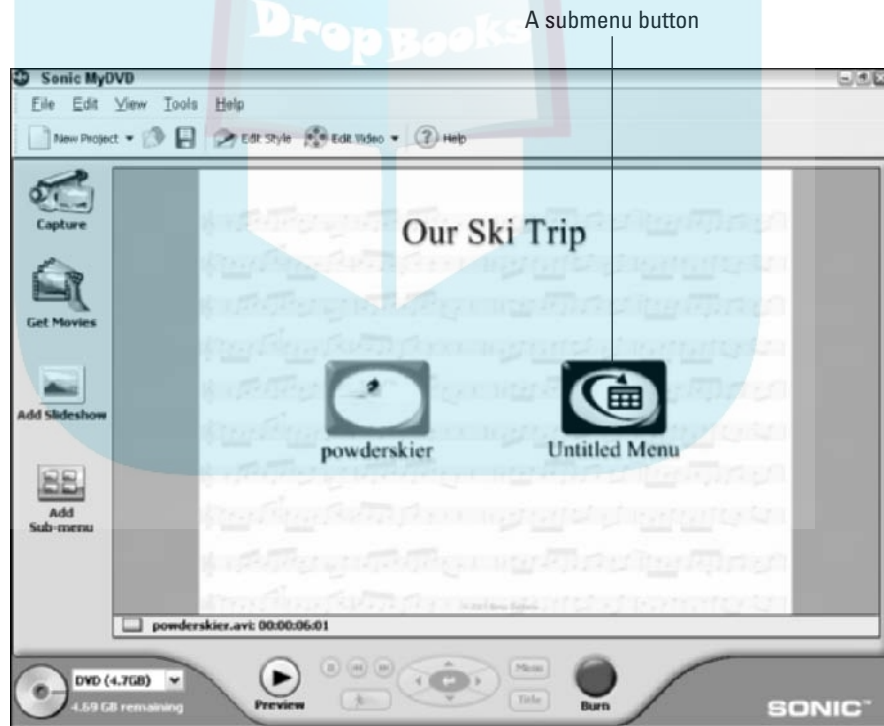 A submenu button
DropBooks
Sonic MyDVD
File Edit View Tools Help
New Project Edit Style Edit Video Help
Capture
Get Movies
Add Slideshow
Add
Sub-menu
Our Ski Trip
powderskier
Untitled Menu
powderskier.avi: 00:00:06:01
DVD (4.7GB)
4.69 GB remaining
Preview
Menu
Title
Burn
SONIC™